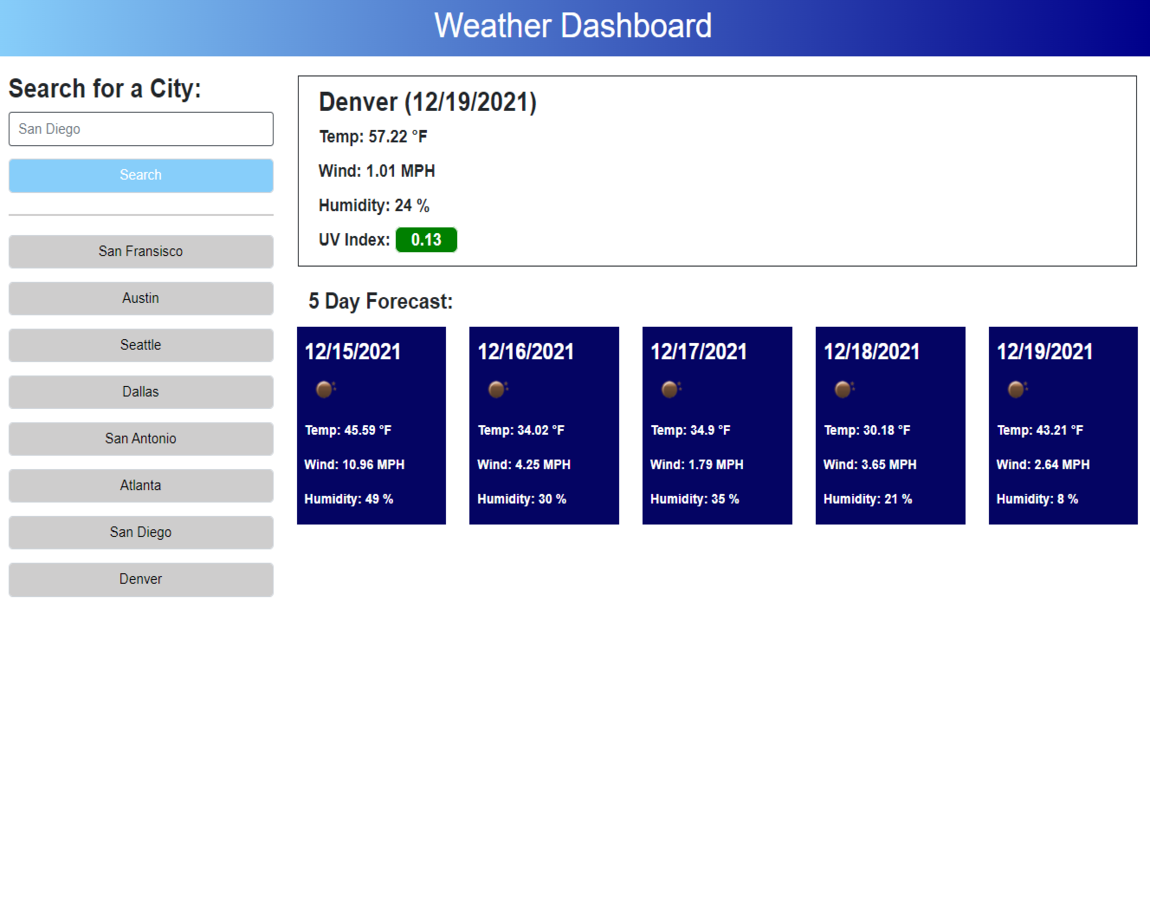 Weather Dashboard
Search for a City:
San Diego
Search
San Fransisco
Austin
Seattle
Dallas
San Antonio
Atlanta
San Diego
Denver
Denver (12/19/2021)
Temp: 57.22 °F
Wind: 1.01 MPH
Humidity: 24 %
UV Index: 0.13
5 Day Forecast:
12/15/2021
Temp: 45.59 °F
Wind: 10.96 MPH
Humidity: 49 %
12/16/2021
Temp: 34.02 °F
Wind: 4.25 MPH
Humidity: 30 %
12/17/2021
Temp: 34.9 °F
Wind: 1.79 MPH
Humidity: 35 %
12/18/2021
Temp: 30.18 °F
Wind: 3.65 MPH
Humidity: 21 %
12/19/2021
Temp: 43.21 °F
Wind: 2.64 MPH
Humidity: 8 %